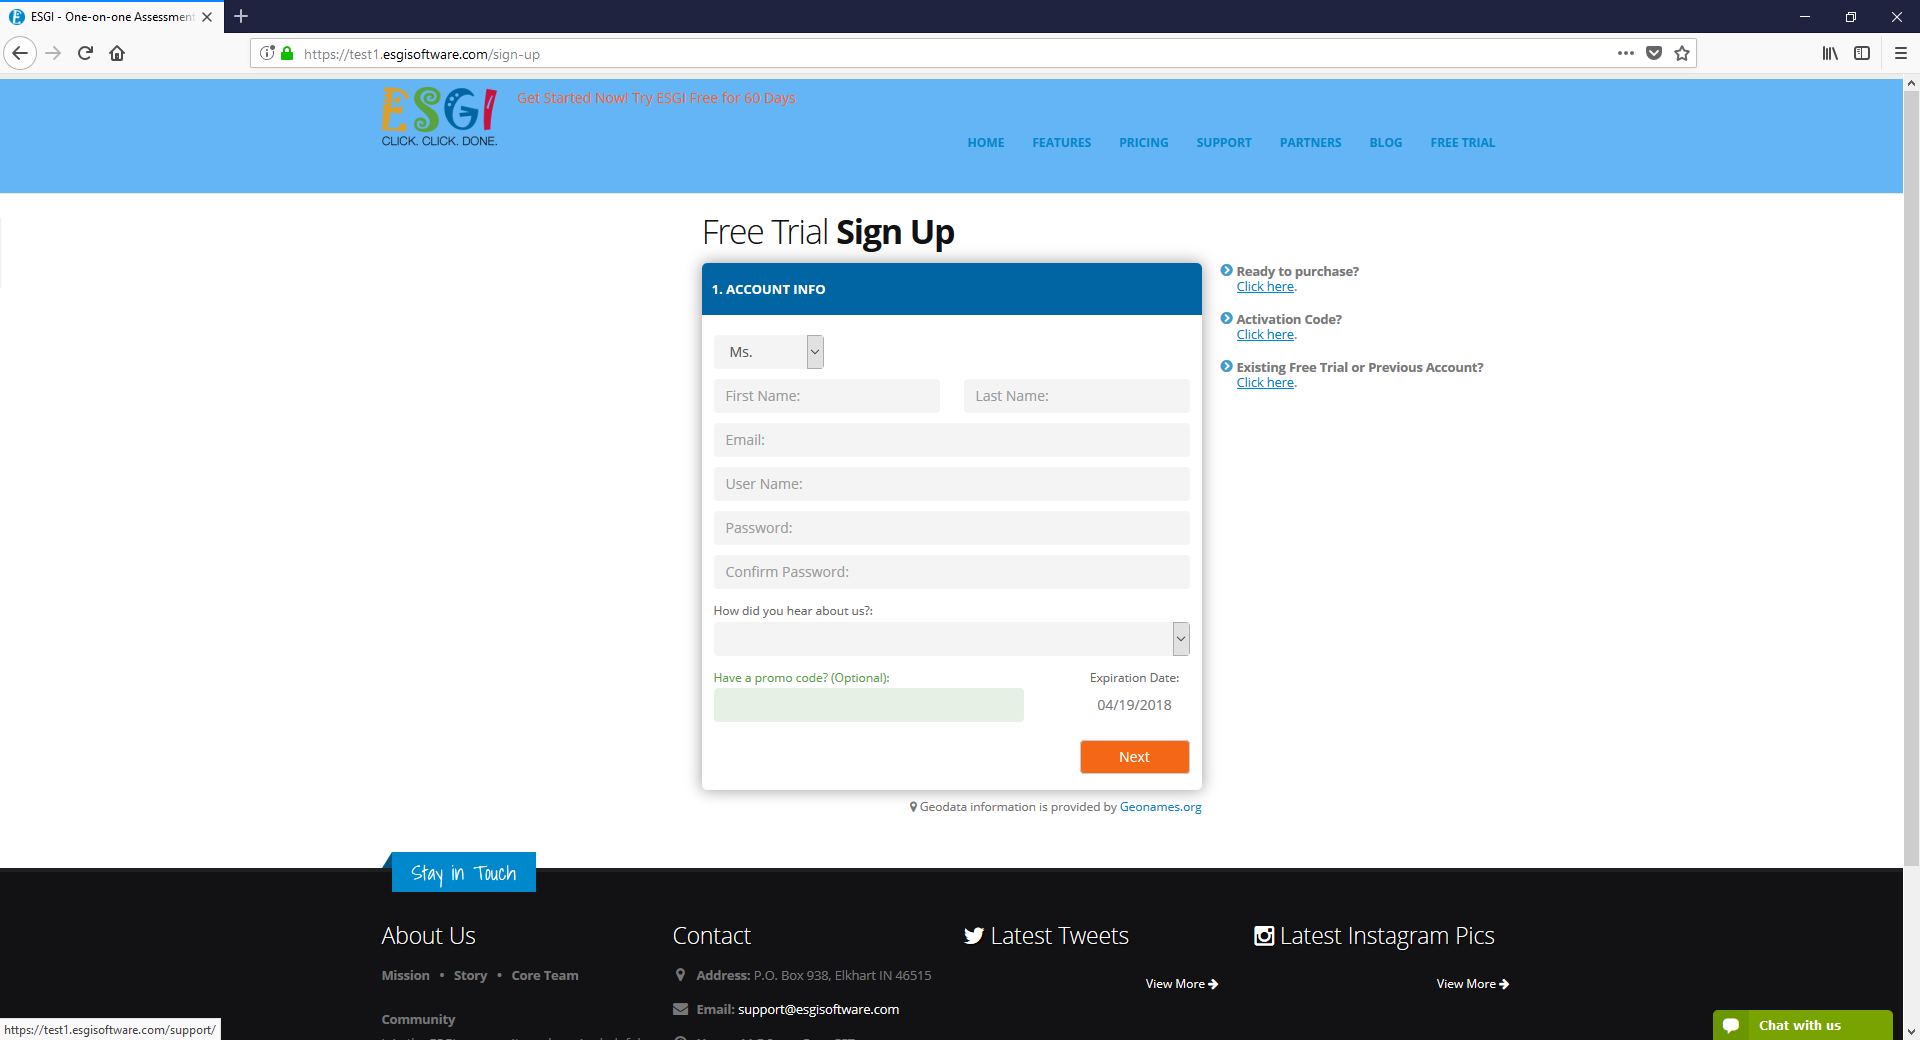 ESGI - One-on-one Assessment
https://test1.esgisoftware.com/sign-up
ESGI
CLICK. CLICK. DONE.
Get Started Now! Try ESGI Free for 60 Days
HOME FEATURES PRICING SUPPORT PARTNERS BLOG FREE TRIAL
Free Trial Sign Up
1. ACCOUNT INFO
Ms.
First Name: Last Name:
Email:
User Name:
Password:
Confirm Password:
How did you hear about us?:
Have a promo code? (Optional): Expiration Date:
04/19/2018
Next
Geodata information is provided by Geonames.org
Ready to purchase?
Click here.
Activation Code?
Click here.
Existing Free Trial or Previous Account?
Click here.
Stay in Touch
About Us
Mission • Story • Core Team
Community
Contact
Address: P.O. Box 938, Elkhart IN 46515
Email: support@esgisoftware.com
Latest Tweets
View More
Latest Instagram Pics
View More
https://test1.esgisoftware.com/support/
Chat with us